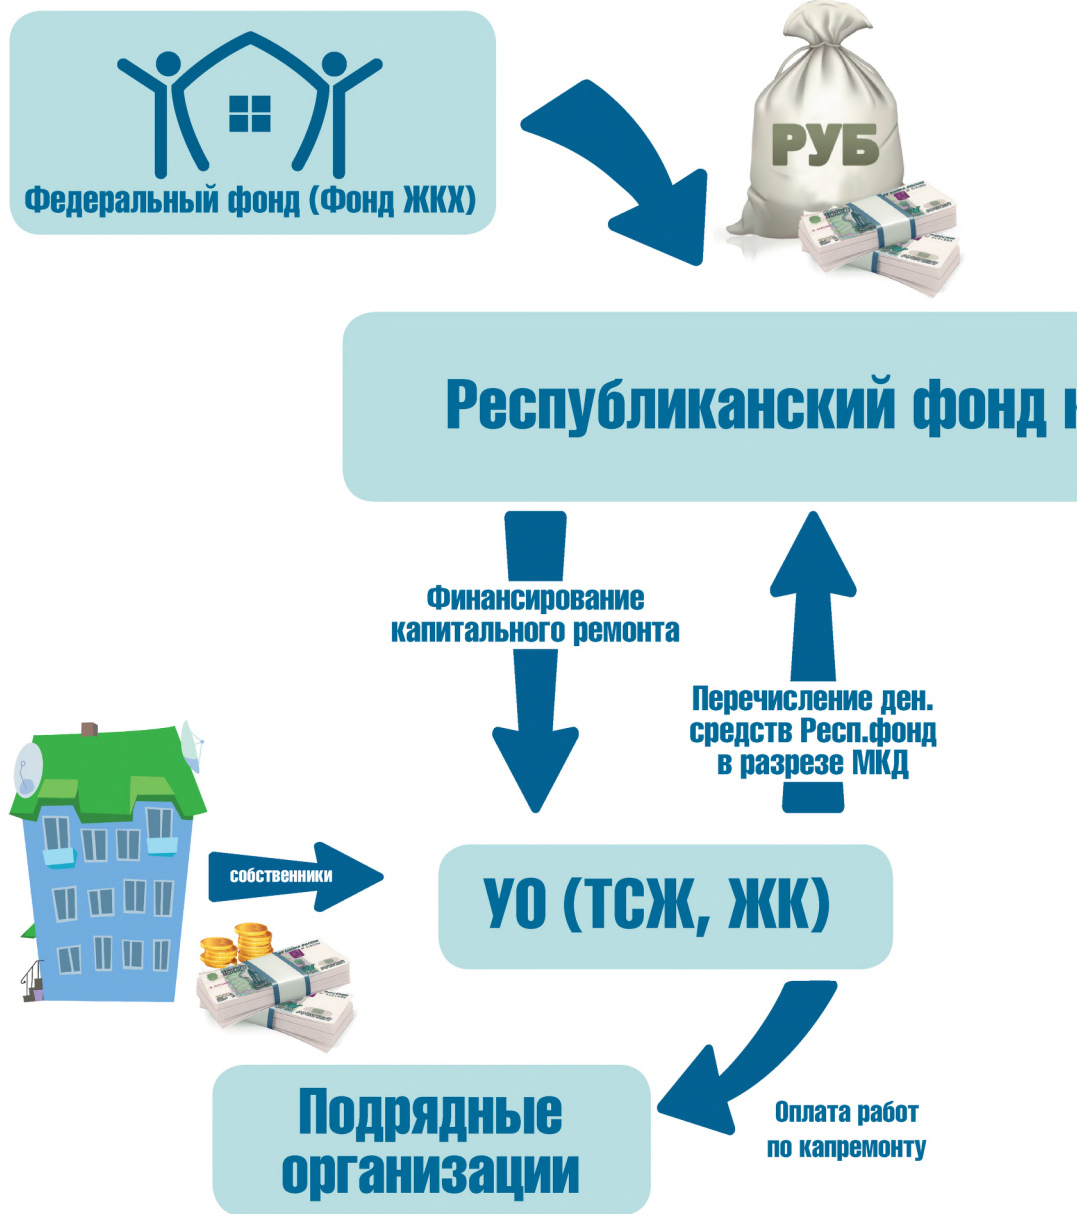 Федеральный фонд (Фонд ЖКХ)
РУБ
Республиканский фонд
Финансирование
капитального ремонта
Перечисление ден.
средств Респ.фонд
в разрезе МКД
собственники
УО (ТСЖ, ЖК)
Подрядные
организации
Оплата работ
по капремонту